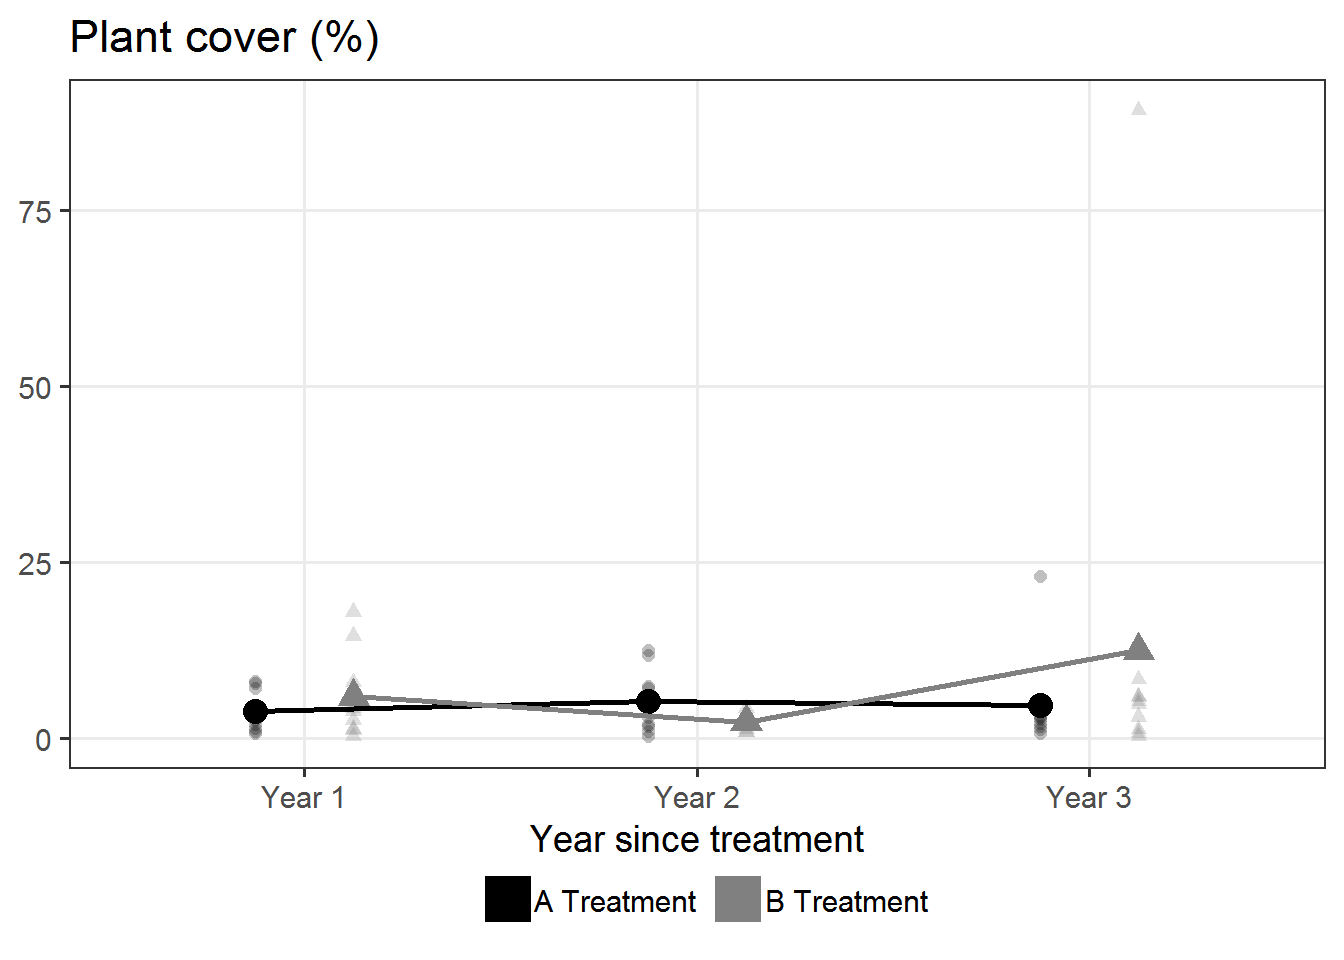 Plant cover (%)
75
50
25
0
Year 1 Year 2 Year 3
Year since treatment
A Treatment B Treatment